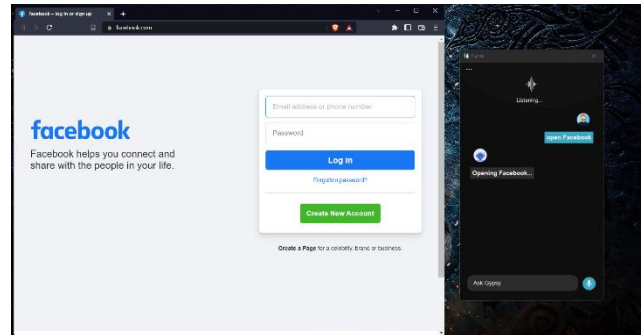 facebook – log in or sign up
facebook.com
facebook
Facebook helps you connect and
share with the people in your life.
Email address or phone number
Password
Log in
Forgotten password?
Create New Account
Create a Page for a celebrity, brand or business.
Gypsy
Listening...
open Facebook
Opening Facebook...
Ask Gypsy